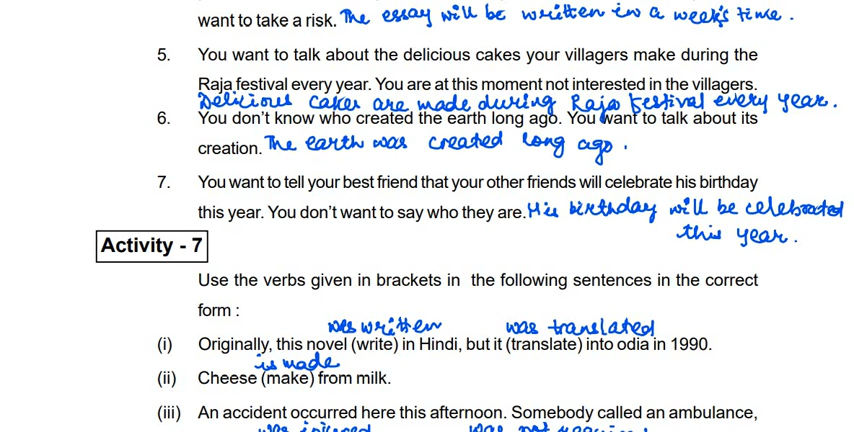 want to take a risk. The essay will be written in a week's time.
5. You want to talk about the delicious cakes your villagers make during the
Raja festival every year. You are at this moment not interested in the villagers.
Delicious cakes are made during Raja festival every year.
6. You don't know who created the earth long ago. You want to talk about its
creation. The earth was created long ago.
7. You want to tell your best friend that your other friends will celebrate his birthday
this year. You don't want to say who they are. His birthday will be celebrated
this year.
Activity - 7
Use the verbs given in brackets in the following sentences in the correct
form :
was written was translated
(i) Originally, this novel (write) in Hindi, but it (translate) into odia in 1990.
is made
(ii) Cheese (make) from milk.
(iii) An accident occurred here this afternoon. Somebody called an ambulance,
was injured was not